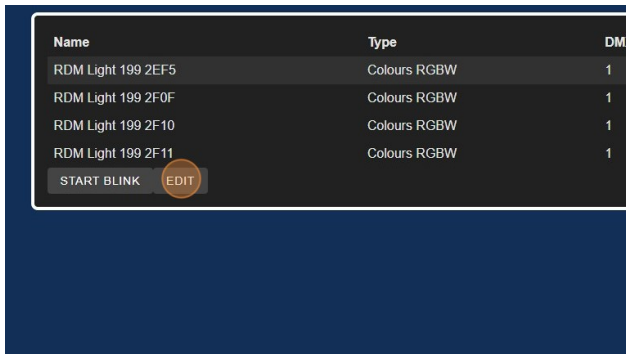 Name Type DM
RDM Light 199 2EF5 Colours RGBW 1
RDM Light 199 2F0F Colours RGBW 1
RDM Light 199 2F10 Colours RGBW 1
RDM Light 199 2F11 Colours RGBW 1
START BLINK EDIT